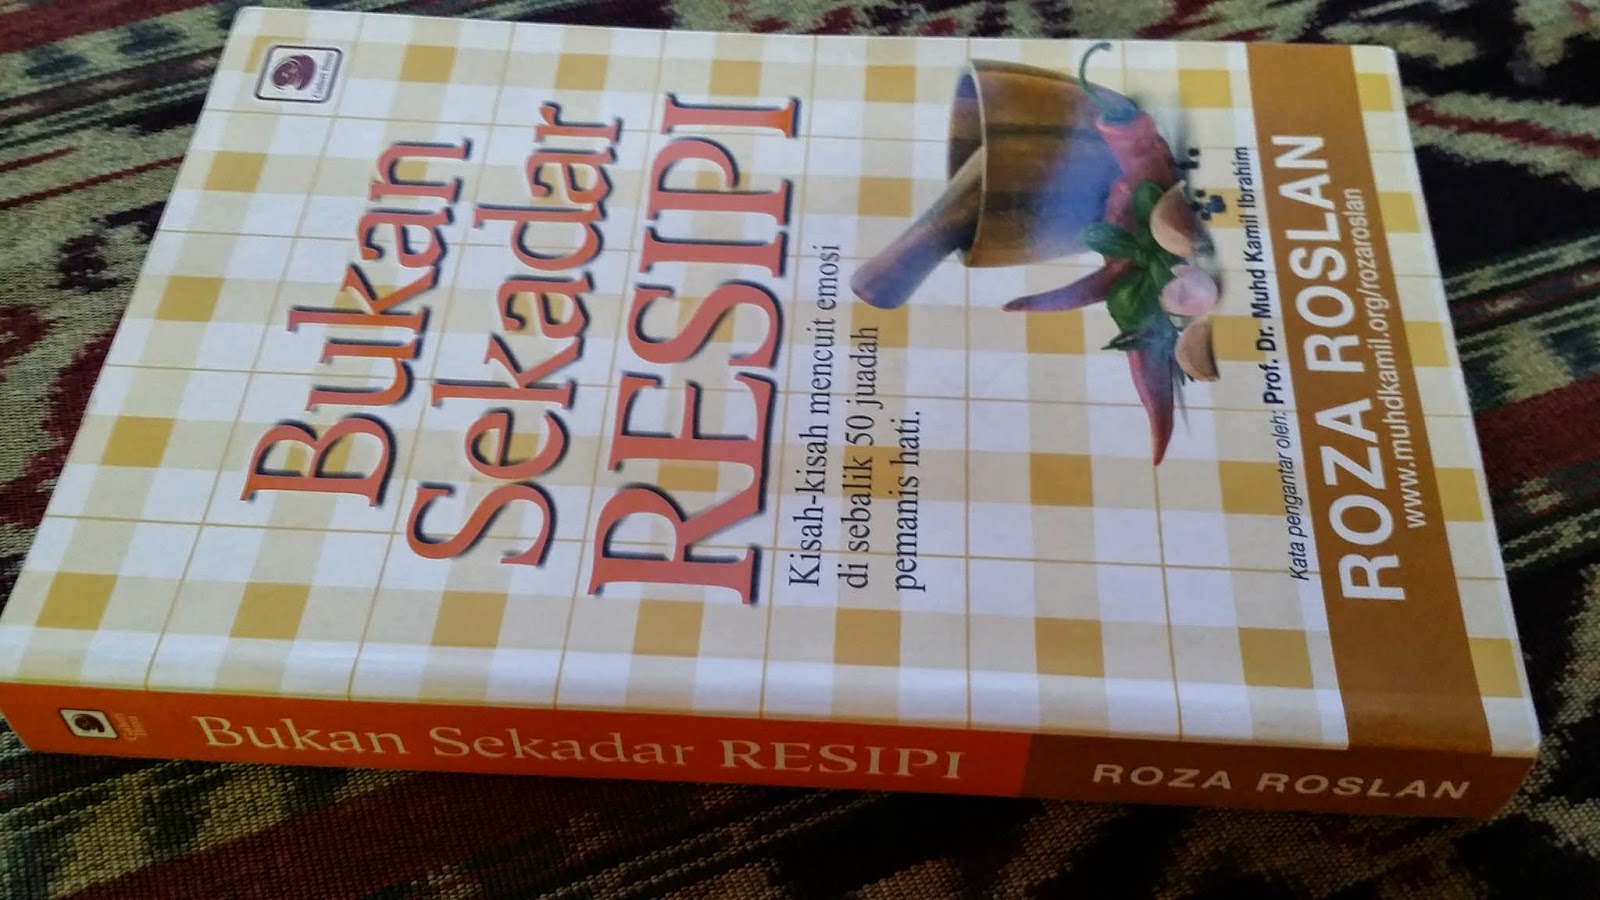 Bukan
Sekadar
RESIPI
Kisah-kisah mencuit emosi
di sebalik 50 juadah
pemanis hati.
Kata pengantar oleh: Prof. Dr. Muhd Kamil Ibrahim
ROZA ROSLAN
www.muhdkamil.org/rozaroslan
Bukan Sekadar RESIPI
ROZA ROSLAN